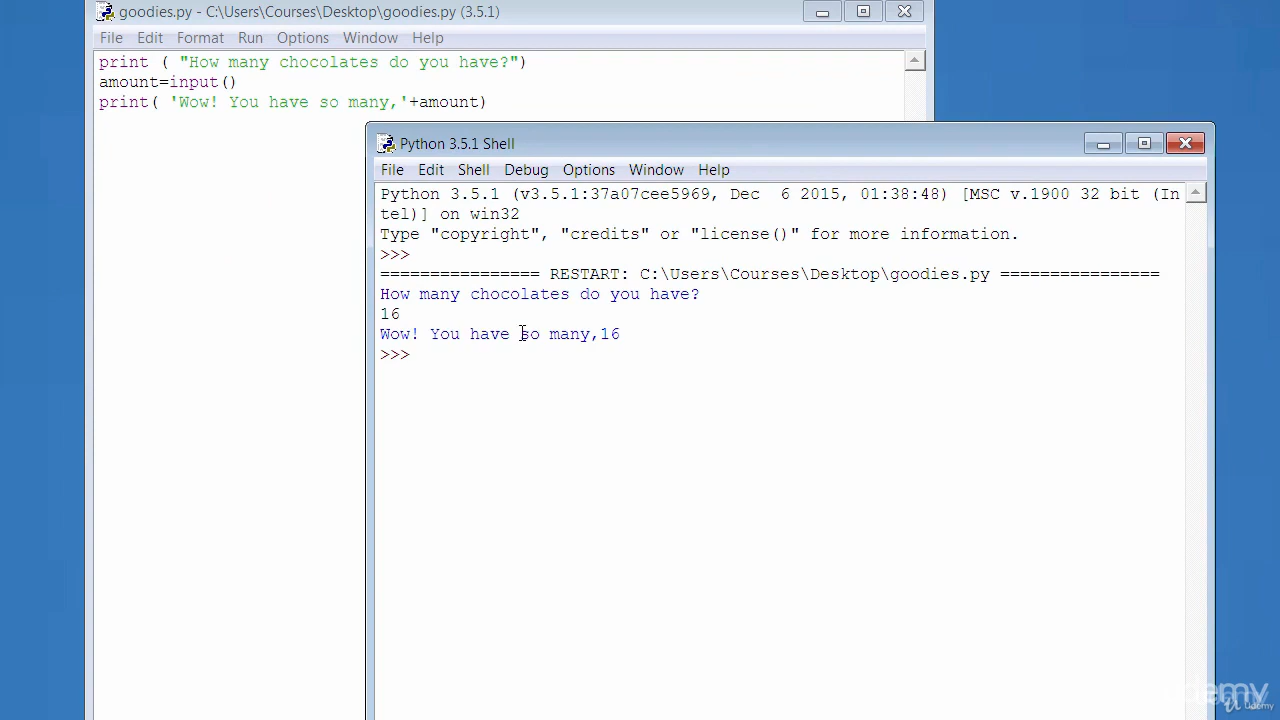 goodies.py - C:\Users\Courses\Desktop\goodies.py (3.5.1)
File Edit Format Run Options Window Help
print ( "How many chocolates do you have?")
amount=input()
print( 'Wow! You have so many,'+amount)
Python 3.5.1 Shell
File Edit Shell Debug Options Window Help
Python 3.5.1 (v3.5.1:37a07cee5969, Dec  6 2015, 01:38:48) [MSC v.1900 32 bit (In
tel)] on win32
Type "copyright", "credits" or "license()" for more information.
>>>
================ RESTART: C:\Users\Courses\Desktop\goodies.py ================
How many chocolates do you have?
16
Wow! You have so many,16
>>>
udemy
Udemy